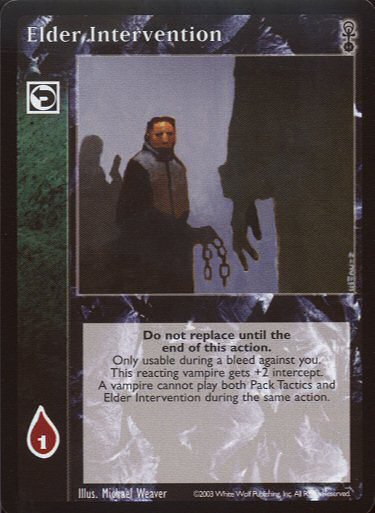 Elder Intervention
Do not replace until the
end of this action.
Only usable during a bleed against you.
This reacting vampire gets +2 intercept.
A vampire cannot play both Pack Tactics and
Elder Intervention during the same action.
1
Illus. Michael Weaver
©2003 White Wolf Publishing, Inc. All Rights Reserved.